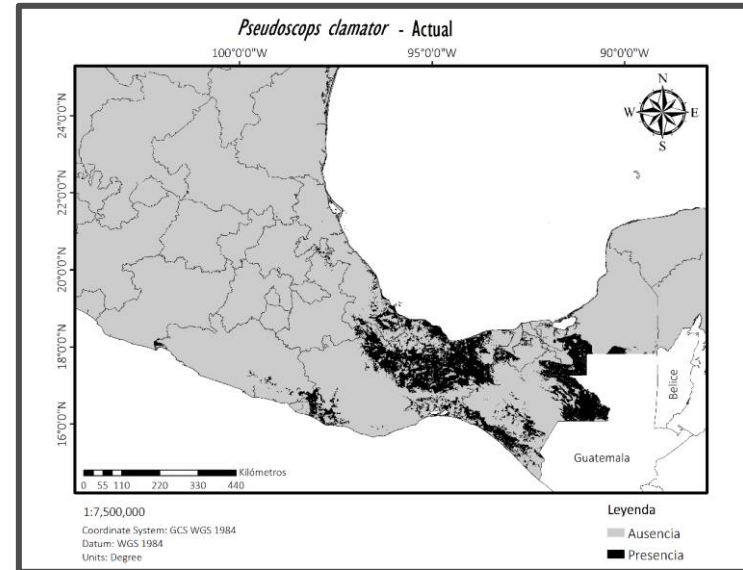 Pseudoscops clamator - Actual
100°0'0"W 95°0'0"W 90°0'0"W
24°0'0"N
22°0'0"N
20°0'0"N
18°0'0"N
16°0'0"N
N
W E
S
Belice
Guatemala
Kilómetros
0 55 110 220 330 440
1:7,500,000
Coordinate System: GCS WGS 1984
Datum: WGS 1984
Units: Degree
Leyenda
Ausencia
Presencia